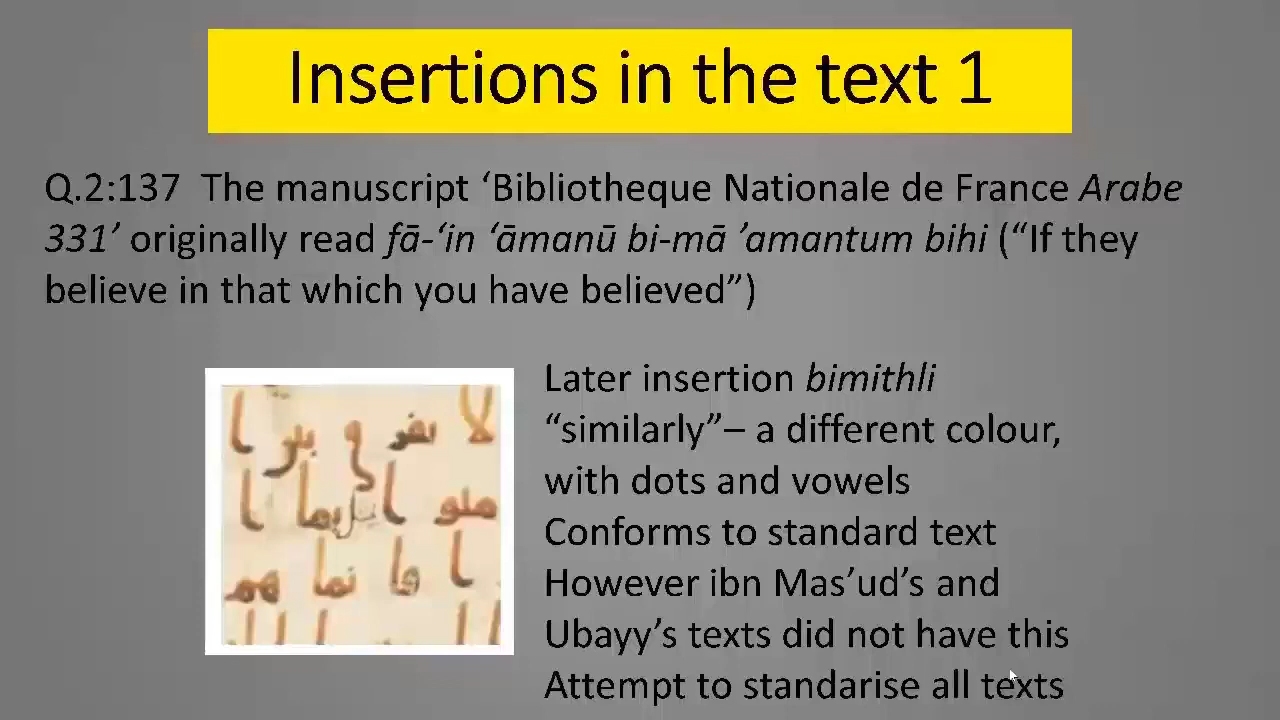 Insertions in the text 1
Q.2:137 The manuscript ‘Bibliotheque Nationale de France Arabe
331’ originally read fā-‘in ‘āmanū bi-mā ’amantum bihi (“If they
believe in that which you have believed”)
Later insertion bimithli
“similarly”– a different colour,
with dots and vowels
Conforms to standard text
However ibn Mas’ud’s and
Ubayy’s texts did not have this
Attempt to standarise all texts